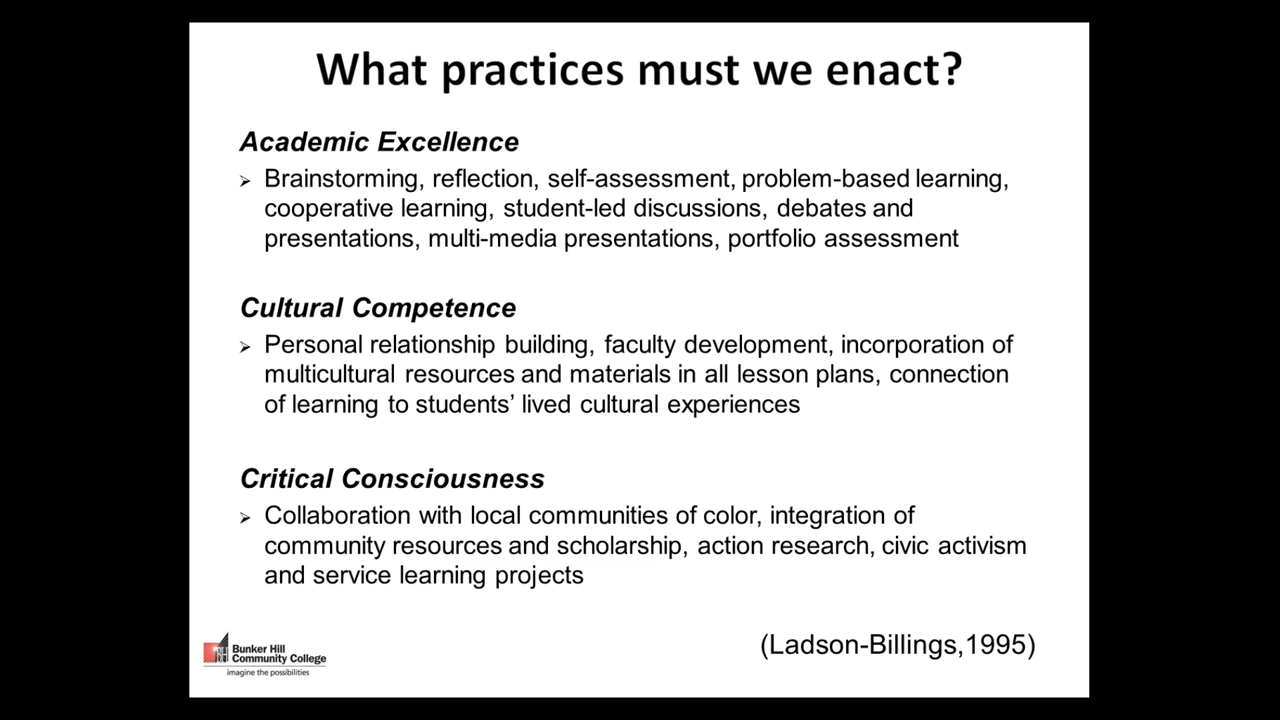 What practices must we enact?
Academic Excellence
➢ Brainstorming, reflection, self-assessment, problem-based learning,
cooperative learning, student-led discussions, debates and
presentations, multi-media presentations, portfolio assessment
Cultural Competence
➢ Personal relationship building, faculty development, incorporation of
multicultural resources and materials in all lesson plans, connection
of learning to students’ lived cultural experiences
Critical Consciousness
➢ Collaboration with local communities of color, integration of
community resources and scholarship, action research, civic activism
and service learning projects
(Ladson-Billings,1995)
Bunker Hill
Community College
imagine the possibilities